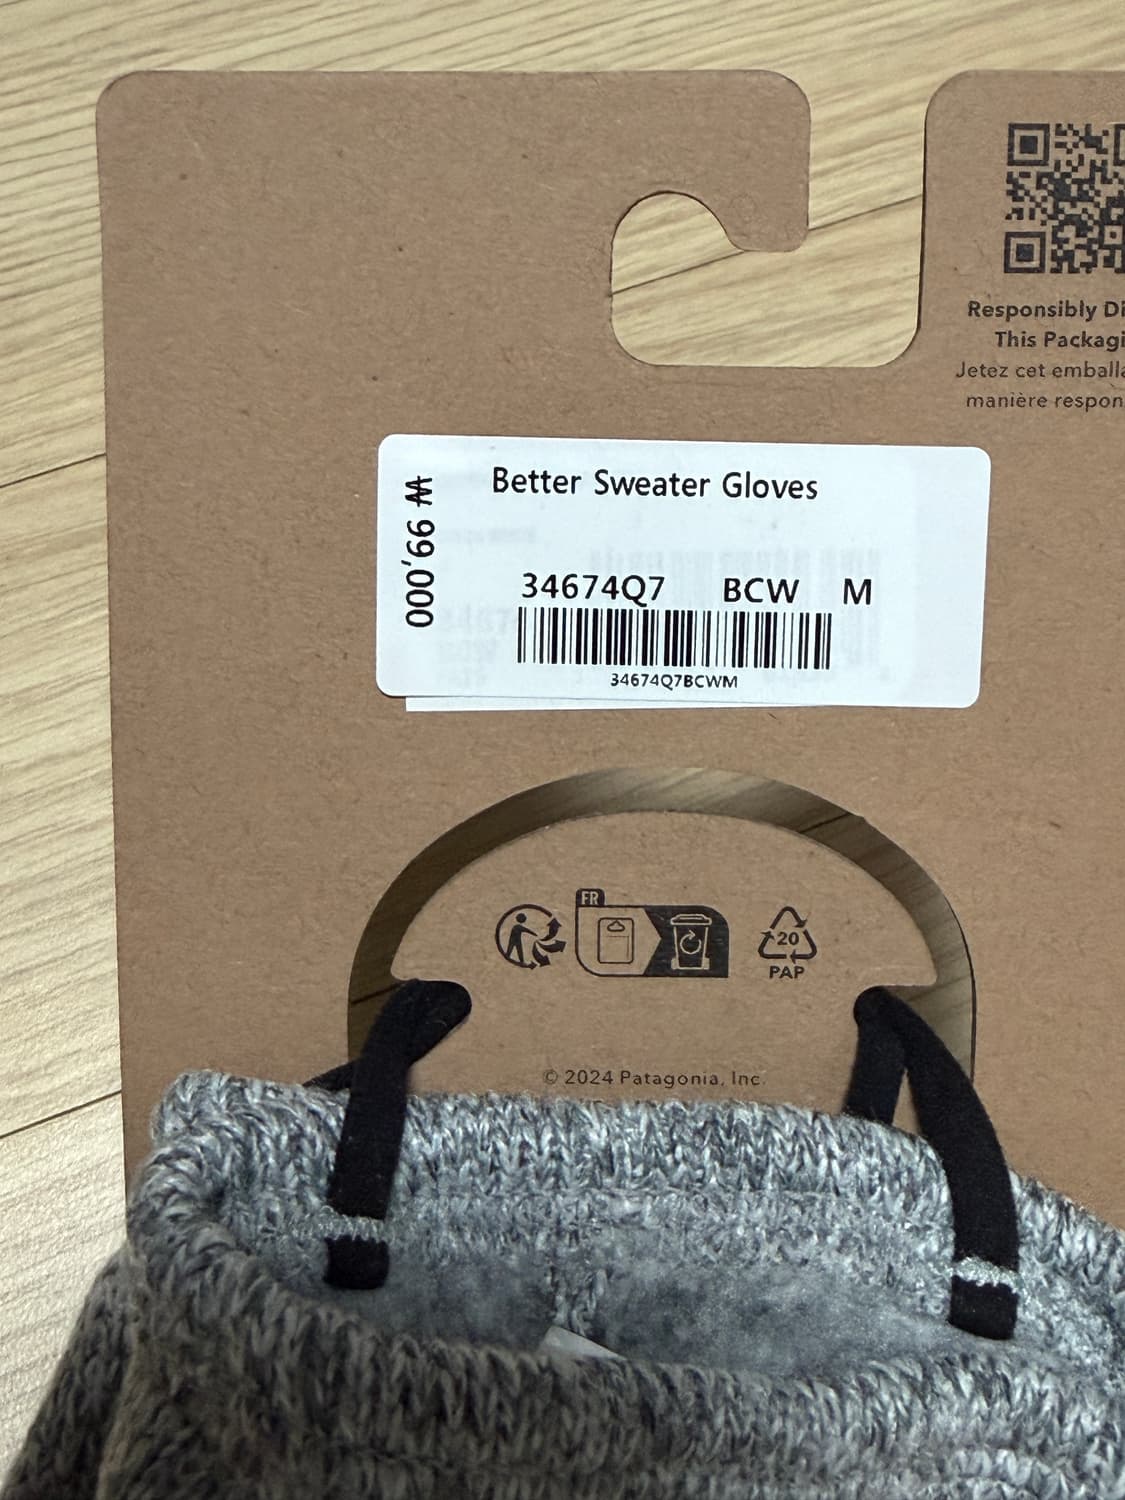 Responsibly Di
This Packagi
Jetez cet emballa
manière respon
Better Sweater Gloves
₩ 99,000
34674Q7 BCW M
34674Q7BCWM
FR
20
PAP
© 2024 Patagonia, Inc.